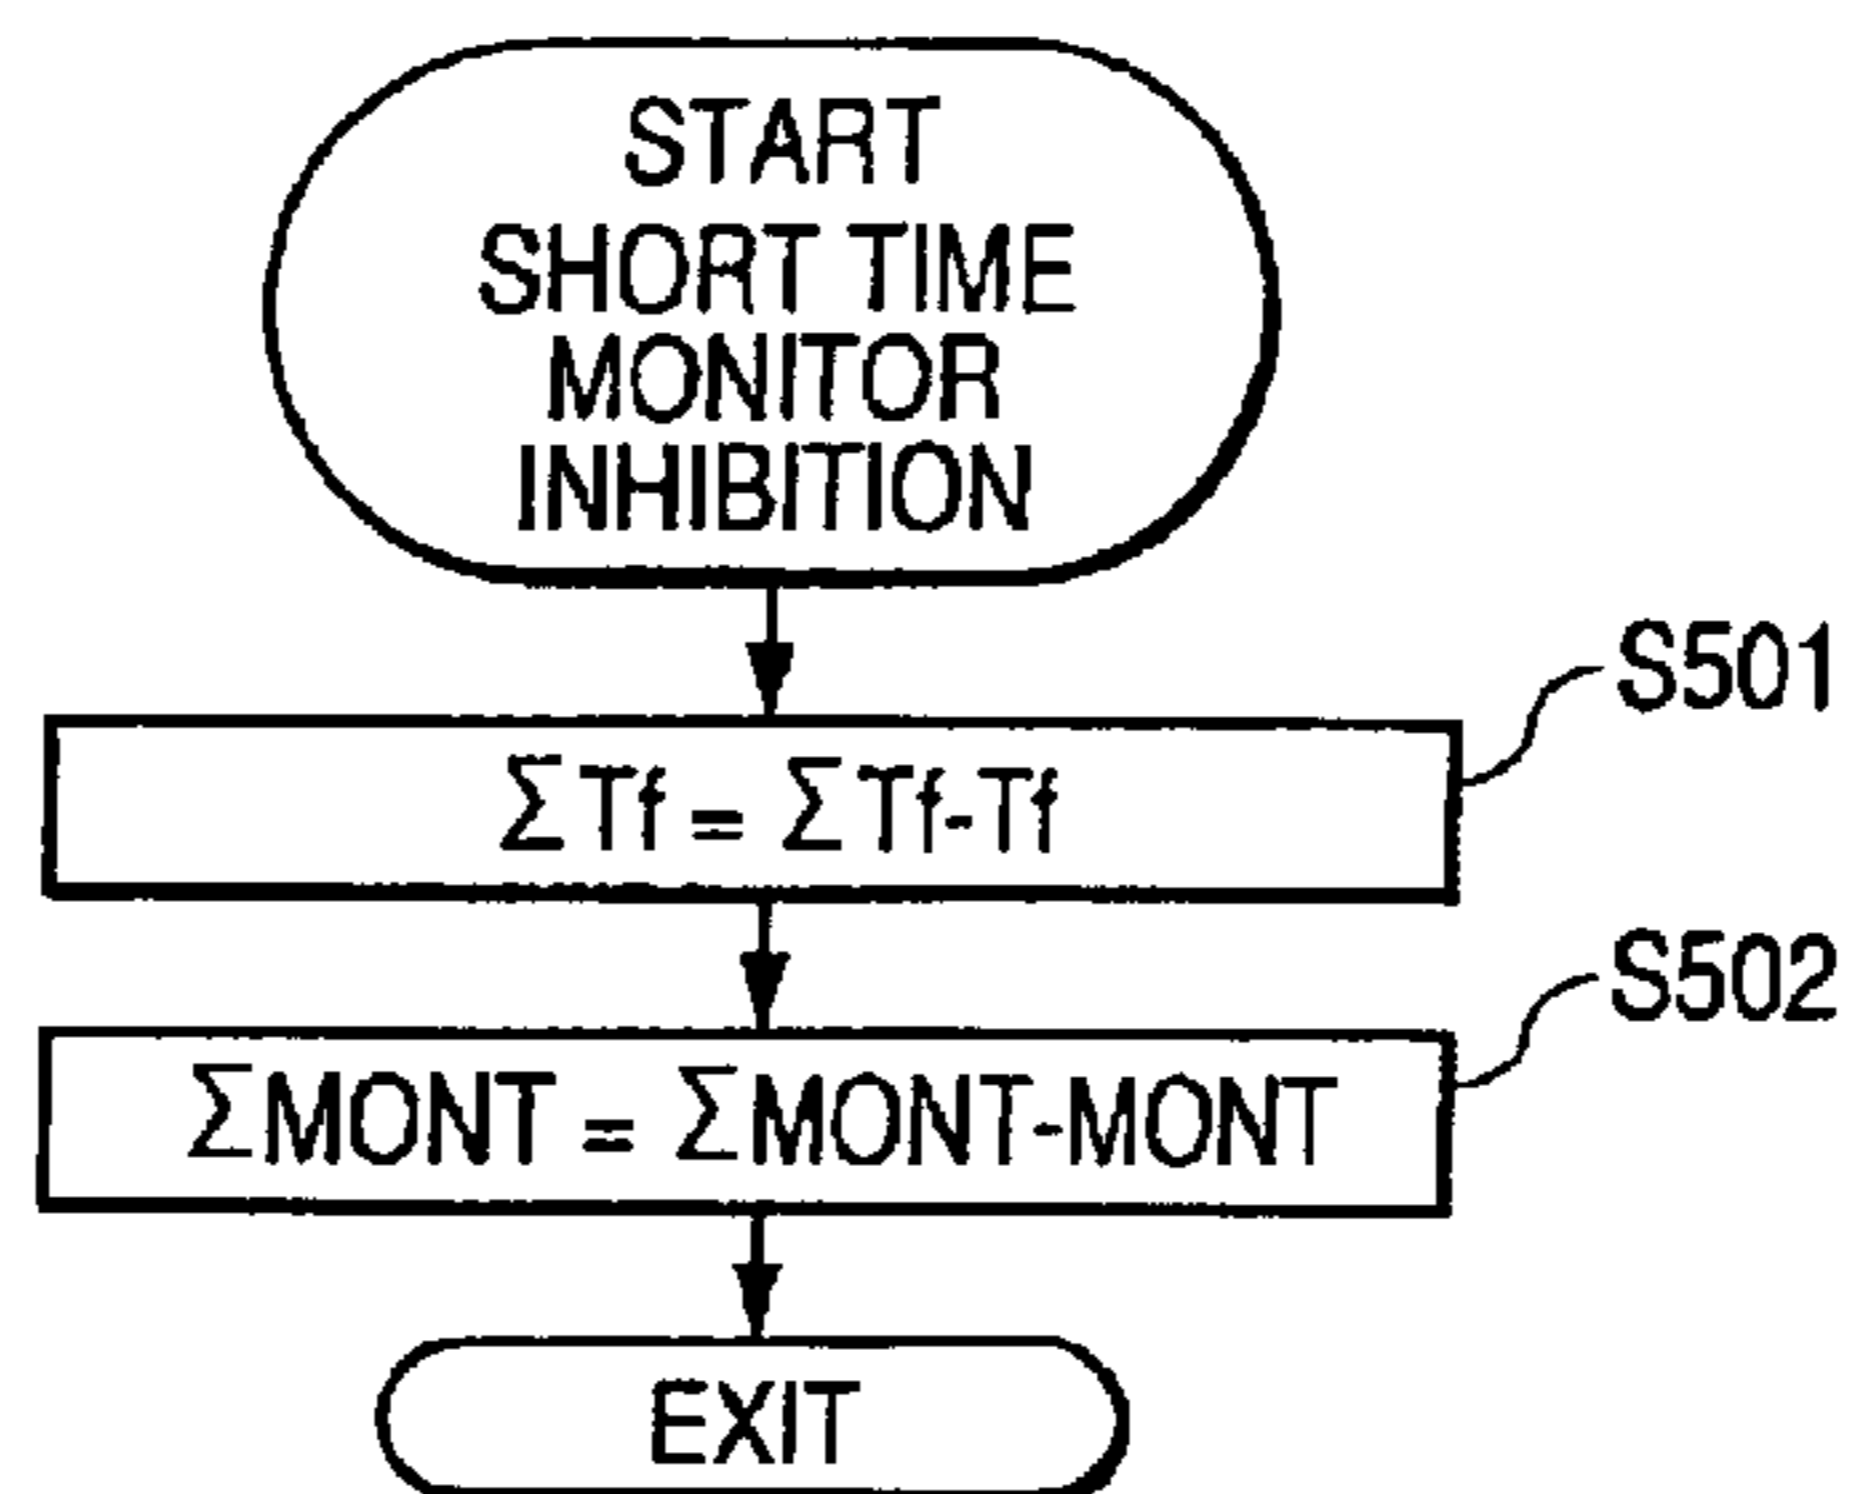 START
SHORT TIME
MONITOR
INHIBITION
S501
ΣTf = ΣTf-Tf
S502
ΣMONT = ΣMONT-MONT
EXIT